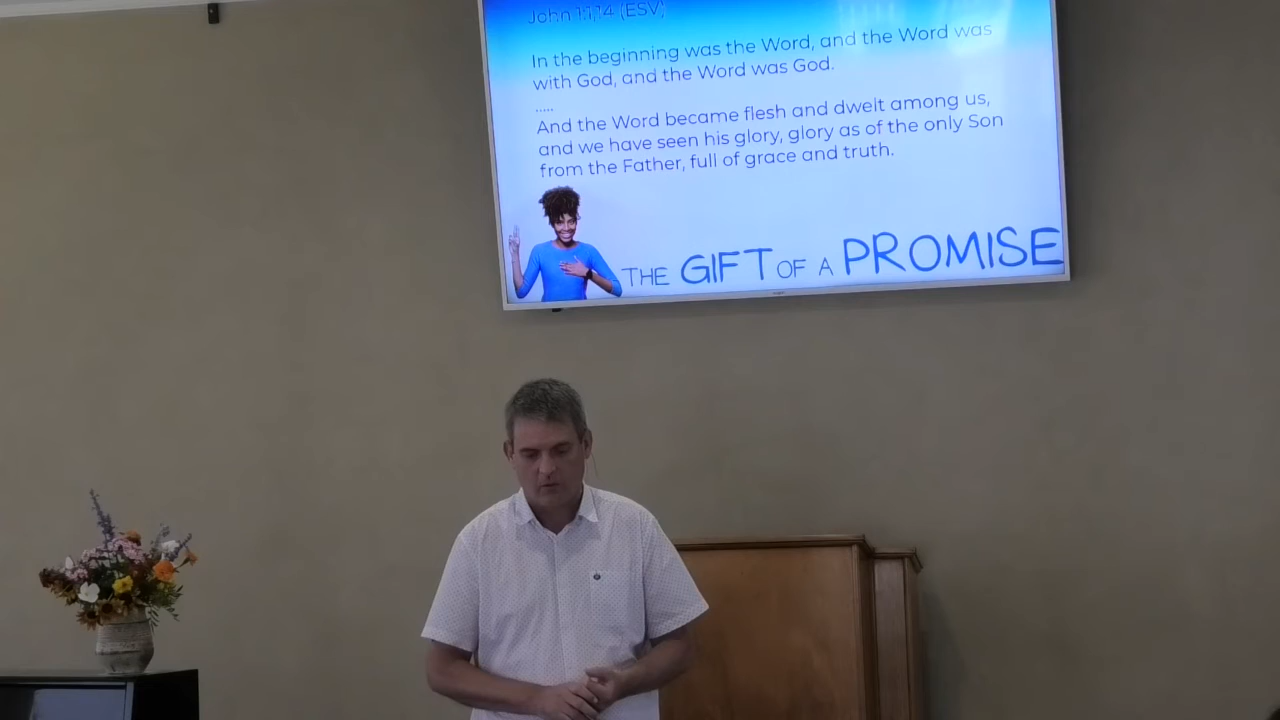 John 1:1,14 (ESV)
In the beginning was the Word, and the Word was
with God, and the Word was God.
.....
And the Word became flesh and dwelt among us,
and we have seen his glory, glory as of the only Son
from the Father, full of grace and truth.
THE GIFT OF A PROMISE